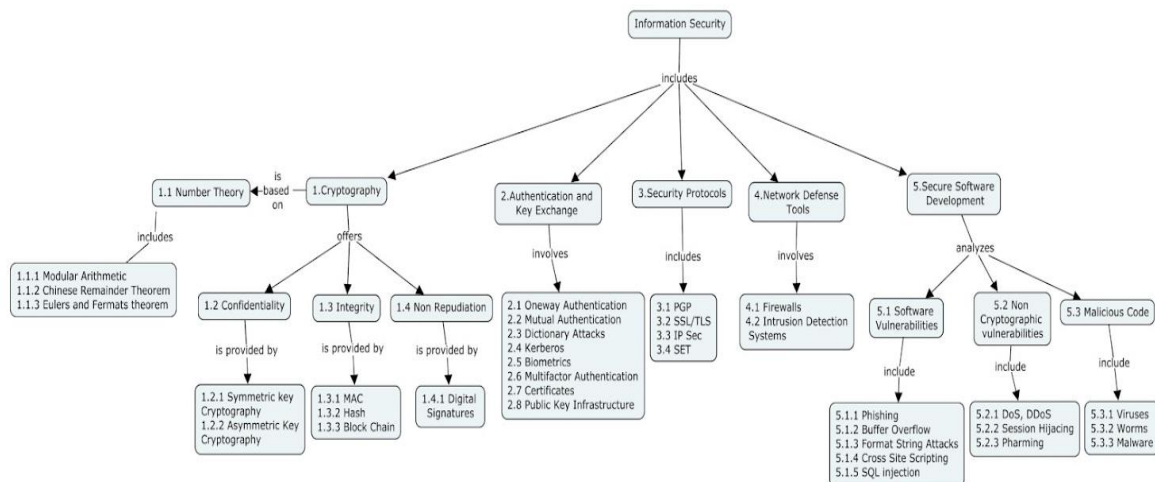 Information Security
includes
1.1 Number Theory
is
based
on
1.Cryptography
2.Authentication and
Key Exchange
3.Security Protocols
4.Network Defense
Tools
5.Secure Software
Development
includes
offers
involves
includes
involves
analyzes
1.1.1 Modular Arithmetic
1.1.2 Chinese Remainder Theorem
1.1.3 Eulers and Fermats theorem
1.2 Confidentiality
1.3 Integrity
1.4 Non Repudiation
2.1 Oneway Authentication
2.2 Mutual Authentication
2.3 Dictionary Attacks
2.4 Kerberos
2.5 Biometrics
2.6 Multifactor Authentication
2.7 Certificates
2.8 Public Key Infrastructure
3.1 PGP
3.2 SSL/TLS
3.3 IP Sec
3.4 SET
4.1 Firewalls
4.2 Intrusion Detection
Systems
5.1 Software
Vulnerabilities
5.2 Non
Cryptographic
vulnerabilities
5.3 Malicious Code
is provided by
is provided by
is provided by
include
include
include
1.2.1 Symmetric key
Cryptography
1.2.2 Asymmetric Key
Cryptography
1.3.1 MAC
1.3.2 Hash
1.3.3 Block Chain
1.4.1 Digital
Signatures
5.1.1 Phishing
5.1.2 Buffer Overflow
5.1.3 Format String Attacks
5.1.4 Cross Site Scripting
5.1.5 SQL injection
5.2.1 DoS, DDoS
5.2.2 Session Hijacing
5.2.3 Pharming
5.3.1 Viruses
5.3.2 Worms
5.3.3 Malware